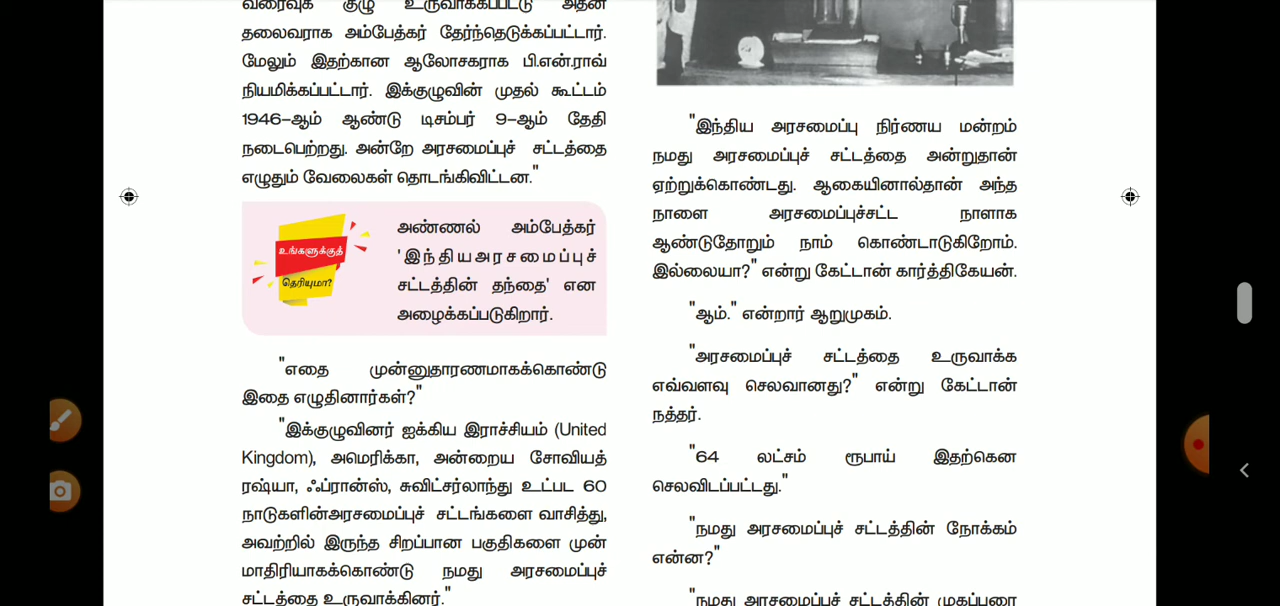 வரைவுக் குழு உருவாக்கப்பட்டு அதன்
தலைவராக அம்பேத்கர் தேர்ந்தெடுக்கப்பட்டார்.
மேலும் இதற்கான ஆலோசகராக பி.என்.ராவ்
நியமிக்கப்பட்டார். இக்குழுவின் முதல் கூட்டம்
1946–ஆம் ஆண்டு டிசம்பர் 9–ஆம் தேதி
நடைபெற்றது. அன்றே அரசமைப்புச் சட்டத்தை
எழுதும் வேலைகள் தொடங்கிவிட்டன."
உங்களுக்குத்
தெரியுமா?
அண்ணல் அம்பேத்கர்
'இந்தியஅரசமைப்புச்
சட்டத்தின் தந்தை' என
அழைக்கப்படுகிறார்.
"எதை முன்னுதாரணமாகக்கொண்டு
இதை எழுதினார்கள்?"
"இக்குழுவினர் ஐக்கிய இராச்சியம் (United
Kingdom), அமெரிக்கா, அன்றைய சோவியத்
ரஷ்யா, ஃப்ரான்ஸ், சுவிட்சர்லாந்து உட்பட 60
நாடுகளின்அரசமைப்புச் சட்டங்களை வாசித்து,
அவற்றில் இருந்த சிறப்பான பகுதிகளை முன்
மாதிரியாகக்கொண்டு நமது அரசமைப்புச்
சட்டத்தை உருவாக்கினர்."
"இந்திய அரசமைப்பு நிர்ணய மன்றம்
நமது அரசமைப்புச் சட்டத்தை அன்றுதான்
ஏற்றுக்கொண்டது. ஆகையினால்தான் அந்த
நாளை அரசமைப்புச்சட்ட நாளாக
ஆண்டுதோறும் நாம் கொண்டாடுகிறோம்.
இல்லையா?" என்று கேட்டான் கார்த்திகேயன்.
"ஆம்." என்றார் ஆறுமுகம்.
"அரசமைப்புச் சட்டத்தை உருவாக்க
எவ்வளவு செலவானது?" என்று கேட்டான்
நத்தர்.
"64 லட்சம் ரூபாய் இதற்கென
செலவிடப்பட்டது."
"நமது அரசமைப்புச் சட்டத்தின் நோக்கம்
என்ன?"
"நமது அரசமைப்புச் சட்டத்தின் முகப்புரை